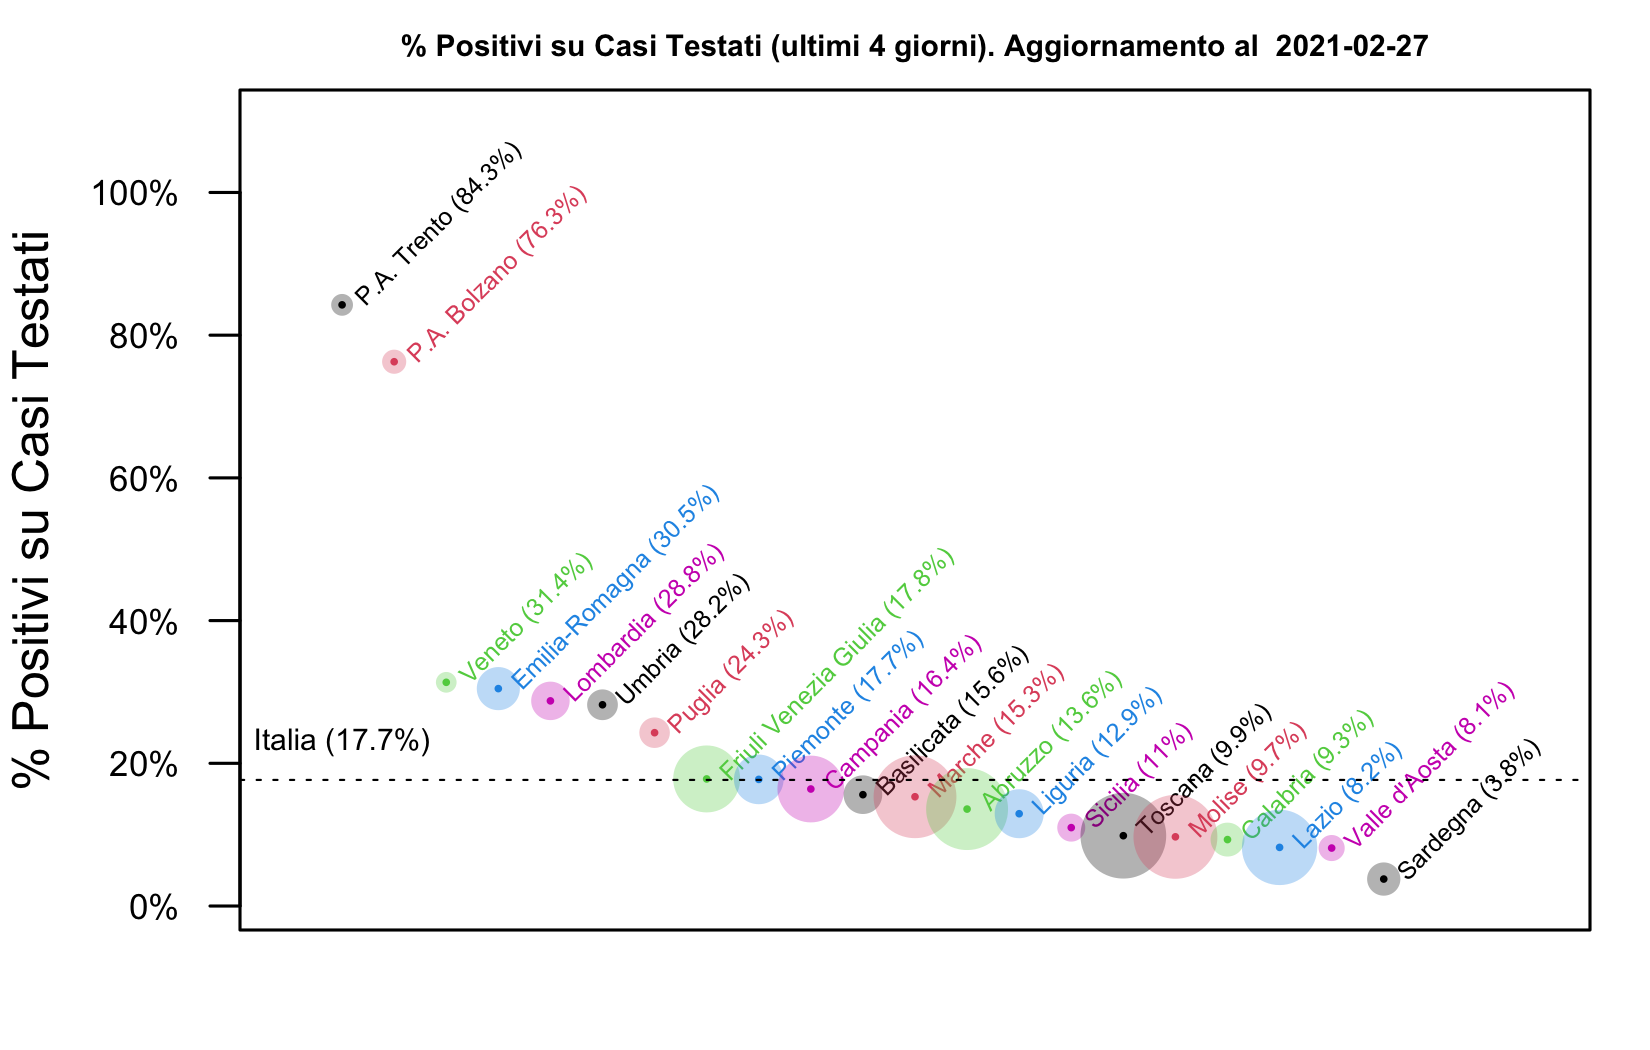 % Positivi su Casi Testati (ultimi 4 giorni). Aggiornamento al  2021-02-27
% Positivi su Casi Testati
100%
80%
60%
40%
20%
0%
P.A. Trento (84.3%)
P.A. Bolzano (76.3%)
Veneto (31.4%)
Emilia-Romagna (30.5%)
Lombardia (28.8%)
Umbria (28.2%)
Puglia (24.3%)
Friuli Venezia Giulia (17.8%)
Piemonte (17.7%)
Campania (16.4%)
Basilicata (15.6%)
Marche (15.3%)
Abruzzo (13.6%)
Liguria (12.9%)
Sicilia (11%)
Toscana (9.9%)
Molise (9.7%)
Calabria (9.3%)
Lazio (8.2%)
Valle d'Aosta (8.1%)
Sardegna (3.8%)
Italia (17.7%)